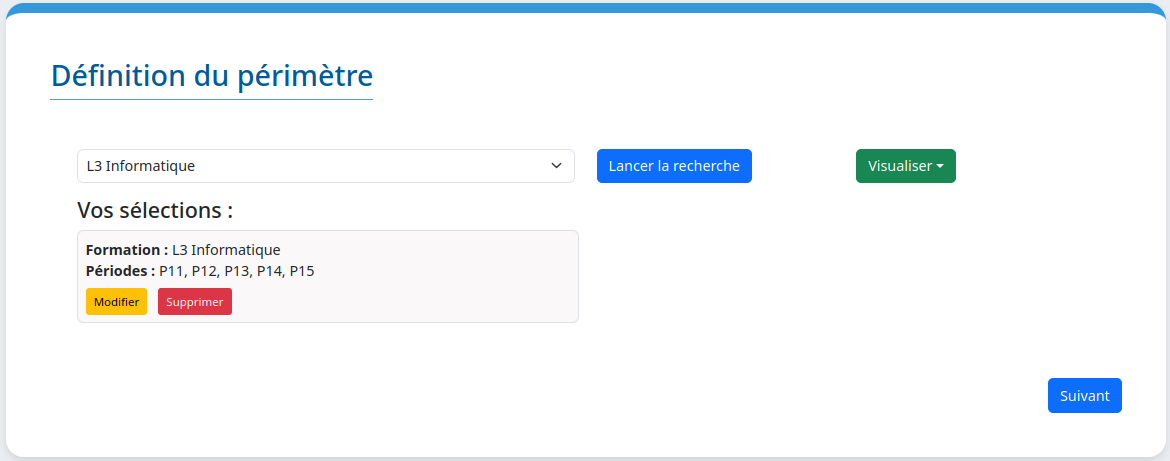 Définition du périmètre
L3 Informatique
Lancer la recherche
Visualiser
Vos sélections :
Formation : L3 Informatique
Périodes : P11, P12, P13, P14, P15
Modifier
Supprimer
Suivant